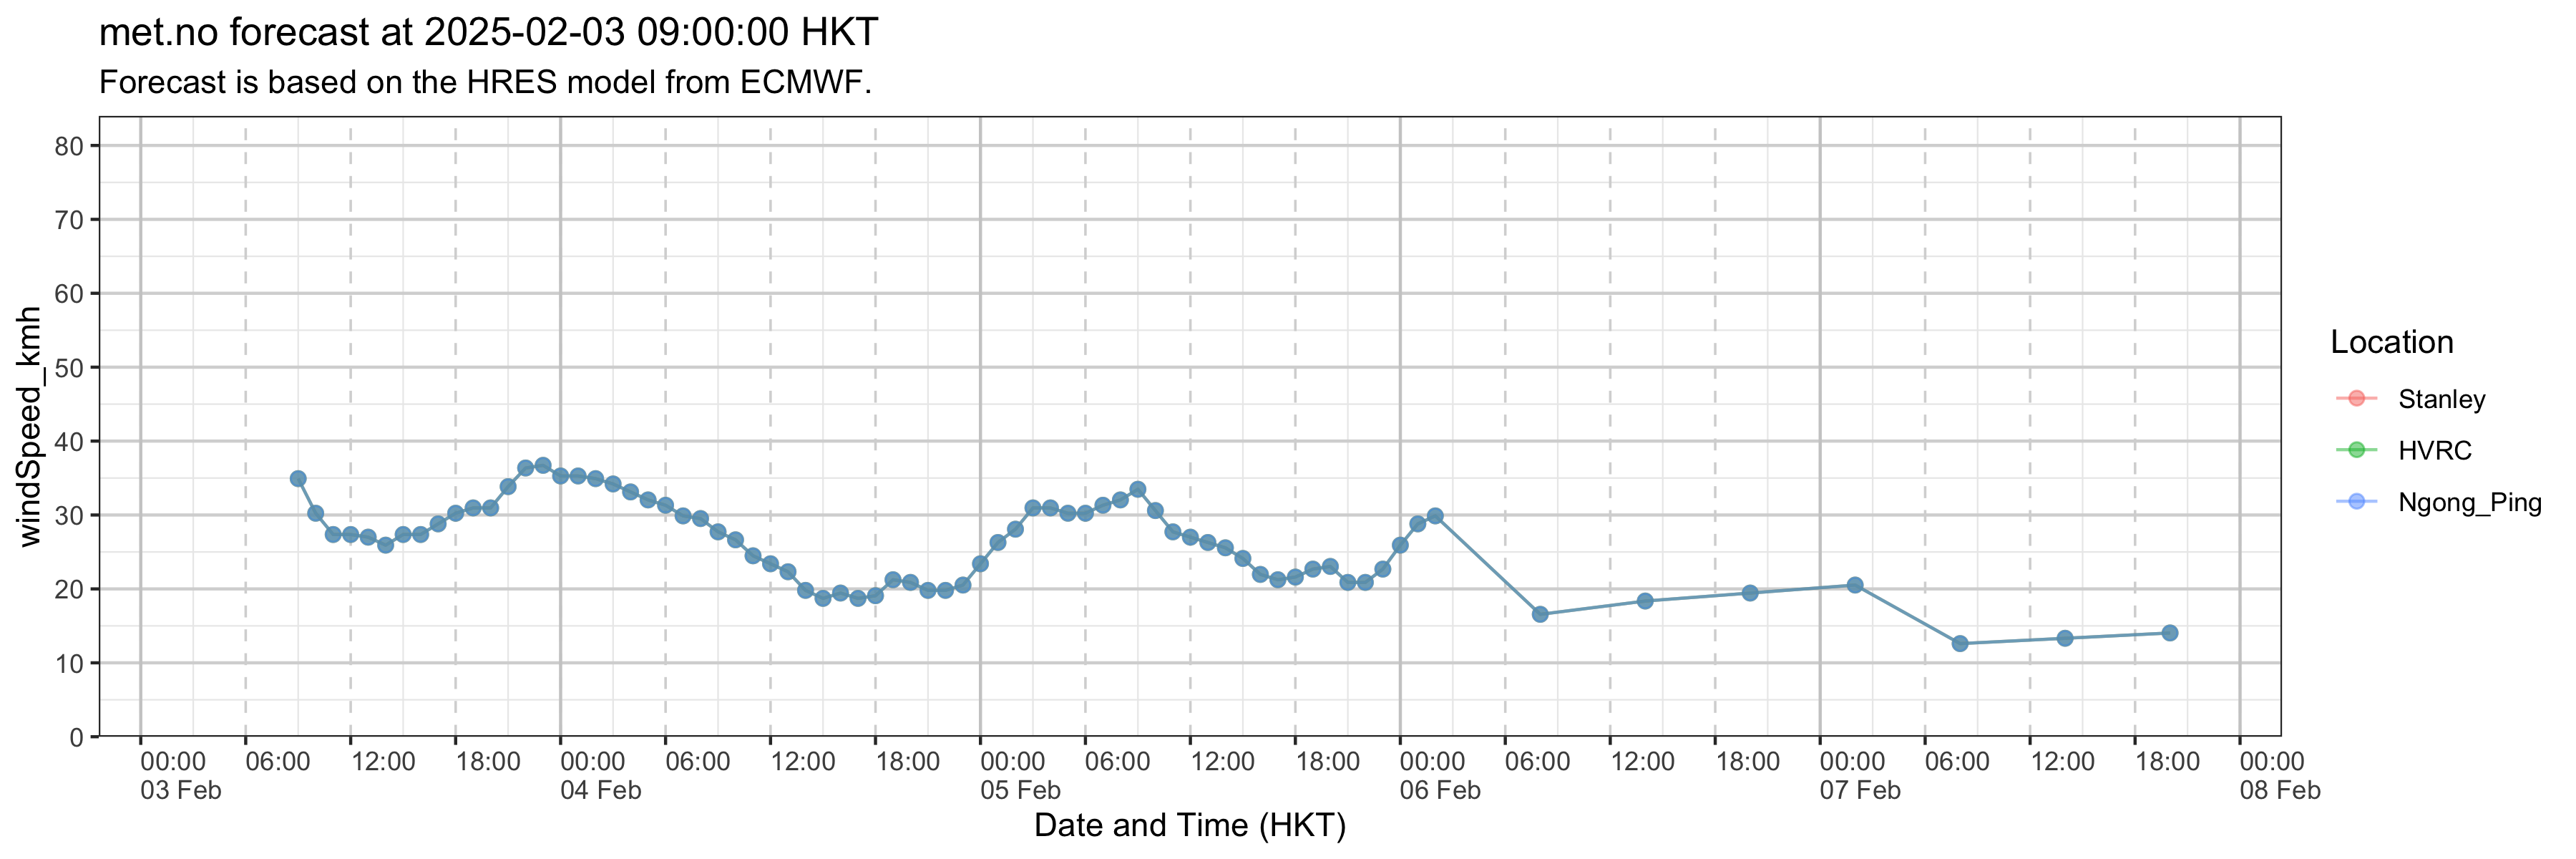 met.no forecast at 2025-02-03 09:00:00 HKT
Forecast is based on the HRES model from ECMWF.
windSpeed_kmh
80
70
60
50
40
30
20
10
0
00:00 06:00 12:00 18:00 00:00 06:00 12:00 18:00 00:00 06:00 12:00 18:00 00:00 06:00 12:00 18:00 00:00 06:00 12:00 18:00 00:00
03 Feb 04 Feb 05 Feb 06 Feb 07 Feb 08 Feb
Date and Time (HKT)
Location
Stanley
HVRC
Ngong_Ping